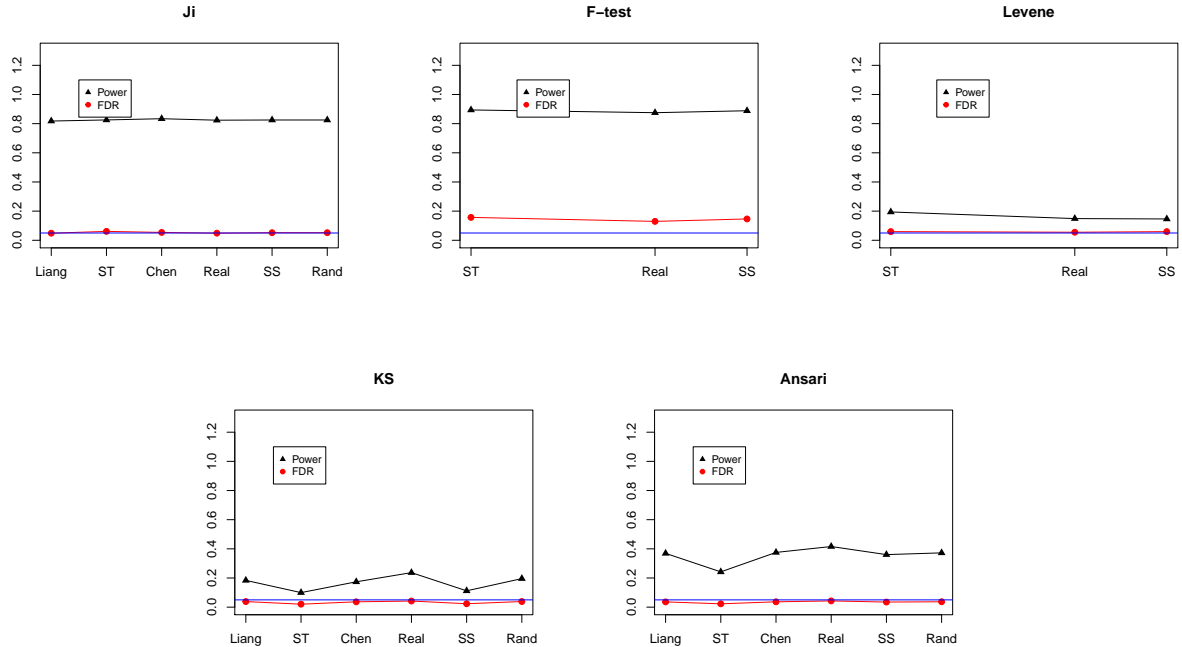 Ji
1.2
1.0
0.8
0.6
0.4
0.2
0.0
Power
FDR
Liang ST Chen Real SS Rand
F−test
1.2
1.0
0.8
0.6
0.4
0.2
0.0
Power
FDR
ST Real SS
Levene
1.2
1.0
0.8
0.6
0.4
0.2
0.0
Power
FDR
ST Real SS
KS
1.2
1.0
0.8
0.6
0.4
0.2
0.0
Power
FDR
Liang ST Chen Real SS Rand
Ansari
1.2
1.0
0.8
0.6
0.4
0.2
0.0
Power
FDR
Liang ST Chen Real SS Rand